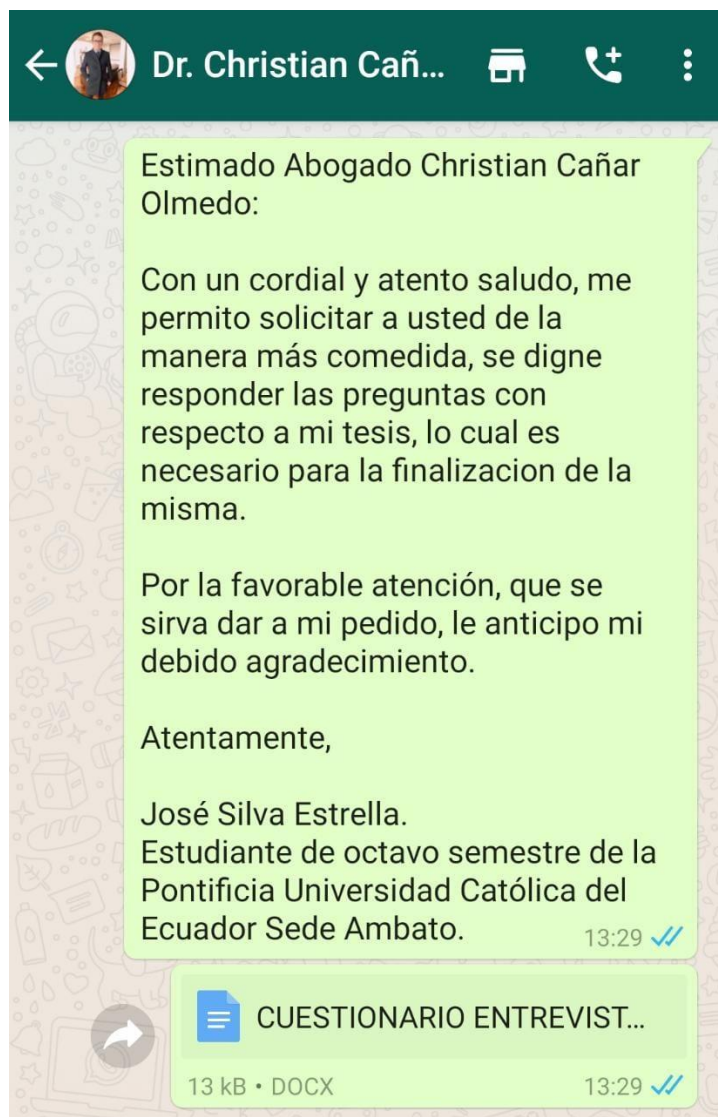 Dr. Christian Cañ...
Estimado Abogado Christian Cañar
Olmedo:
Con un cordial y atento saludo, me
permito solicitar a usted de la
manera más comedida, se digne
responder las preguntas con
respecto a mi tesis, lo cual es
necesario para la finalizacion de la
misma.
Por la favorable atención, que se
sirva dar a mi pedido, le anticipo mi
debido agradecimiento.
Atentamente,
José Silva Estrella.
Estudiante de octavo semestre de la
Pontificia Universidad Católica del
Ecuador Sede Ambato.
13:29
CUESTIONARIO ENTREVIST...
13 kB • DOCX
13:29